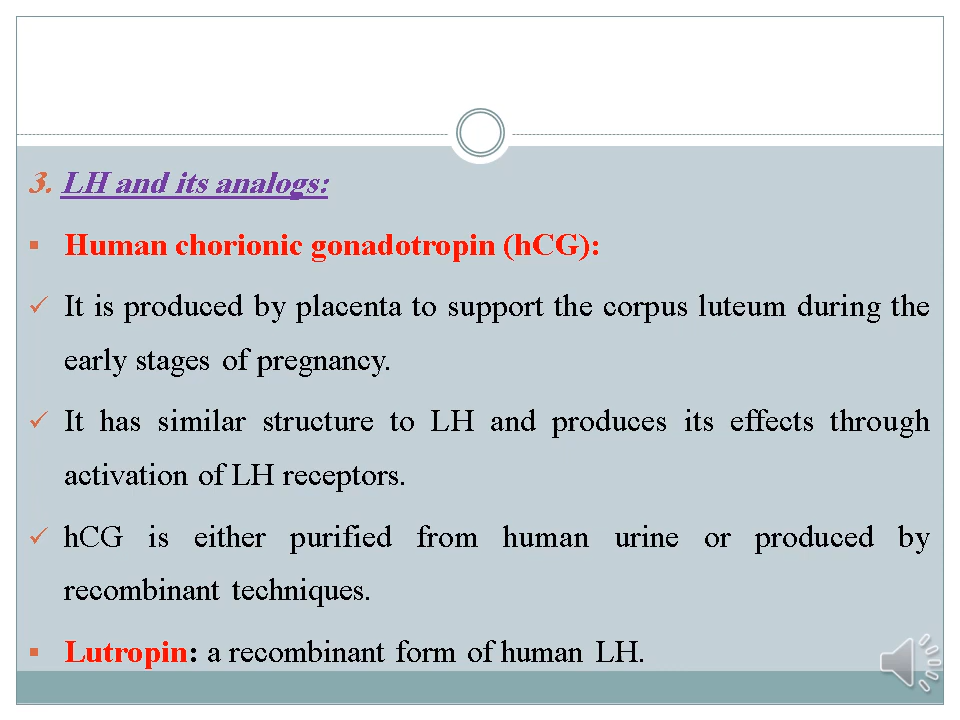 3. LH and its analogs:
▪ Human chorionic gonadotropin (hCG):
✓ It is produced by placenta to support the corpus luteum during the
early stages of pregnancy.
✓ It has similar structure to LH and produces its effects through
activation of LH receptors.
✓ hCG is either purified from human urine or produced by
recombinant techniques.
▪ Lutropin: a recombinant form of human LH.